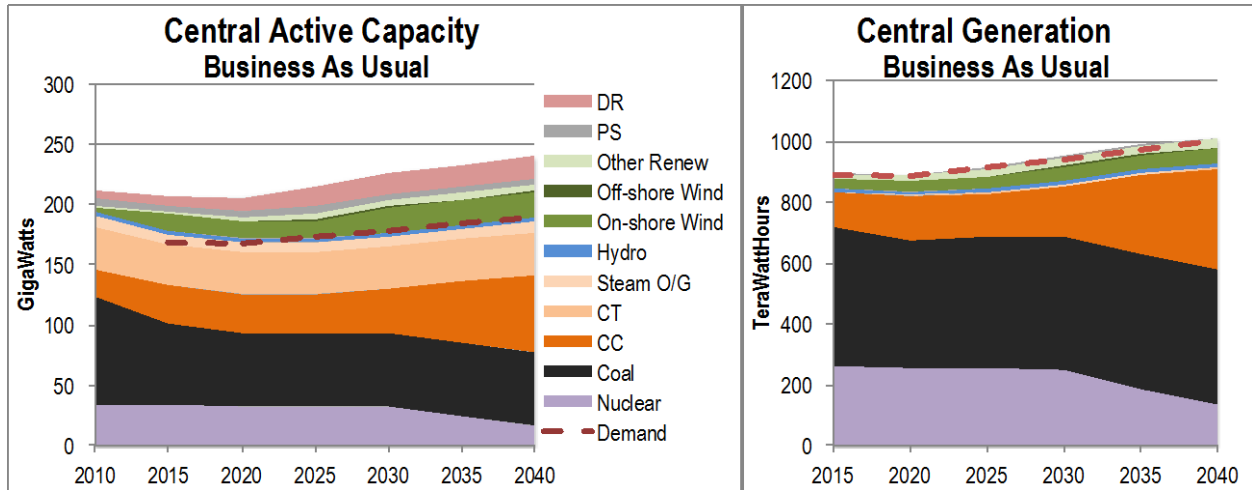 Central Active Capacity
Business As Usual
300
250
200
150
100
50
0
GigaWatts
2010 2015 2020 2025 2030 2035 2040
DR
PS
Other Renew
Off-shore Wind
On-shore Wind
Hydro
Steam O/G
CT
CC
Coal
Nuclear
Demand
Central Generation
Business As Usual
1200
1000
800
600
400
200
0
TeraWattHours
2015 2020 2025 2030 2035 2040